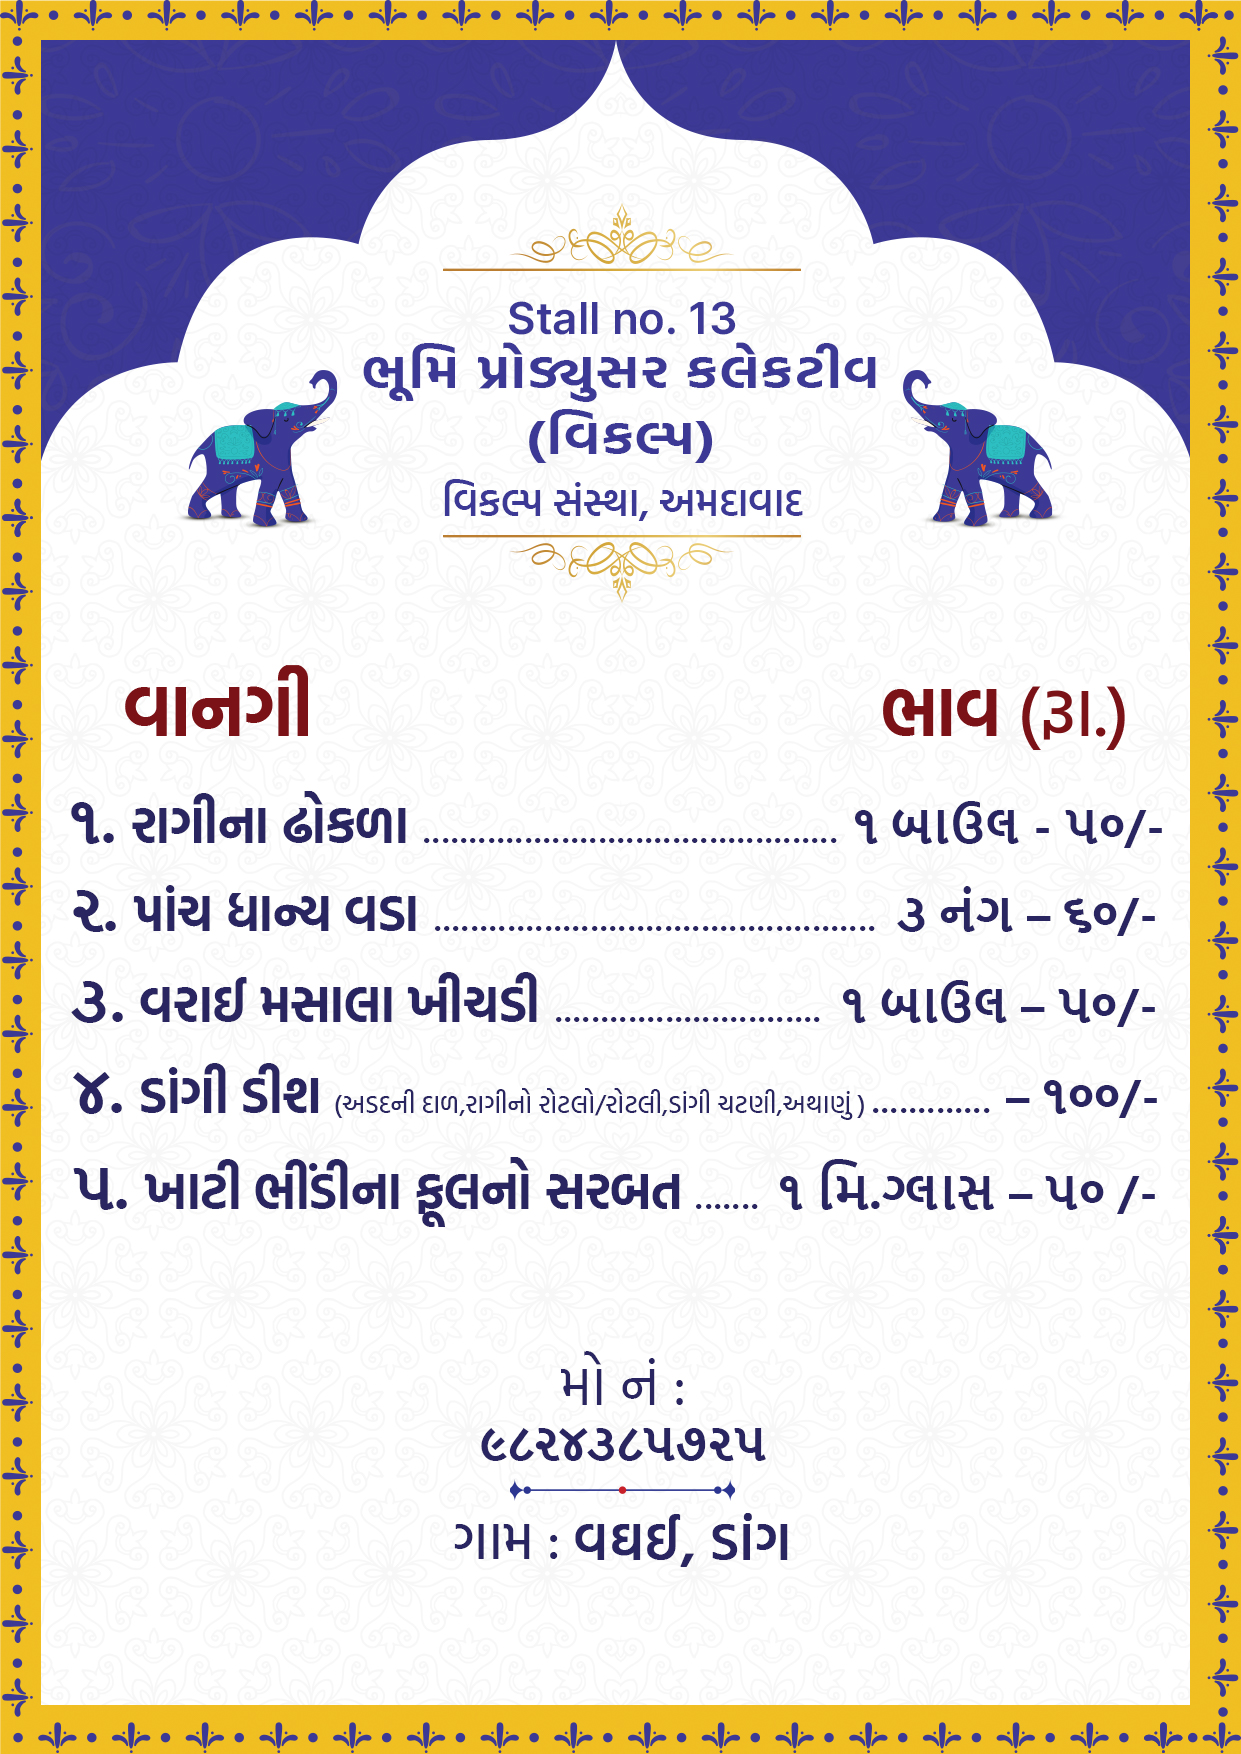 Stall no. 13
ભૂમિ પ્રોડ્યુસર કલેકટીવ
(વિકલ્પ)
વિકલ્પ સંસ્થા, અમદાવાદ
વાનગી ભાવ (રૂા.)
૧. રાગીના ઢોકળા ............................................. ૧ બાઉલ - ૫૦/-
૨. પાંચ ધાન્ય વડા ................................................ ૩ નંગ – ૬૦/-
૩. વરાઈ મસાલા ખીચડી ............................. ૧ બાઉલ – ૫૦/-
૪. ડાંગી ડીશ (અડદની દાળ,રાગીનો રોટલો/રોટલી,ડાંગી ચટણી,અથાણું ) ............. – ૧૦૦/-
૫. ખાટી ભીંડીના ફૂલનો સરબત ....... ૧ મિ.ગ્લાસ – ૫૦ /-
મો નં :
૯૮૨૪૩૮૫૭૨૫
ગામ : વઘઈ, ડાંગ